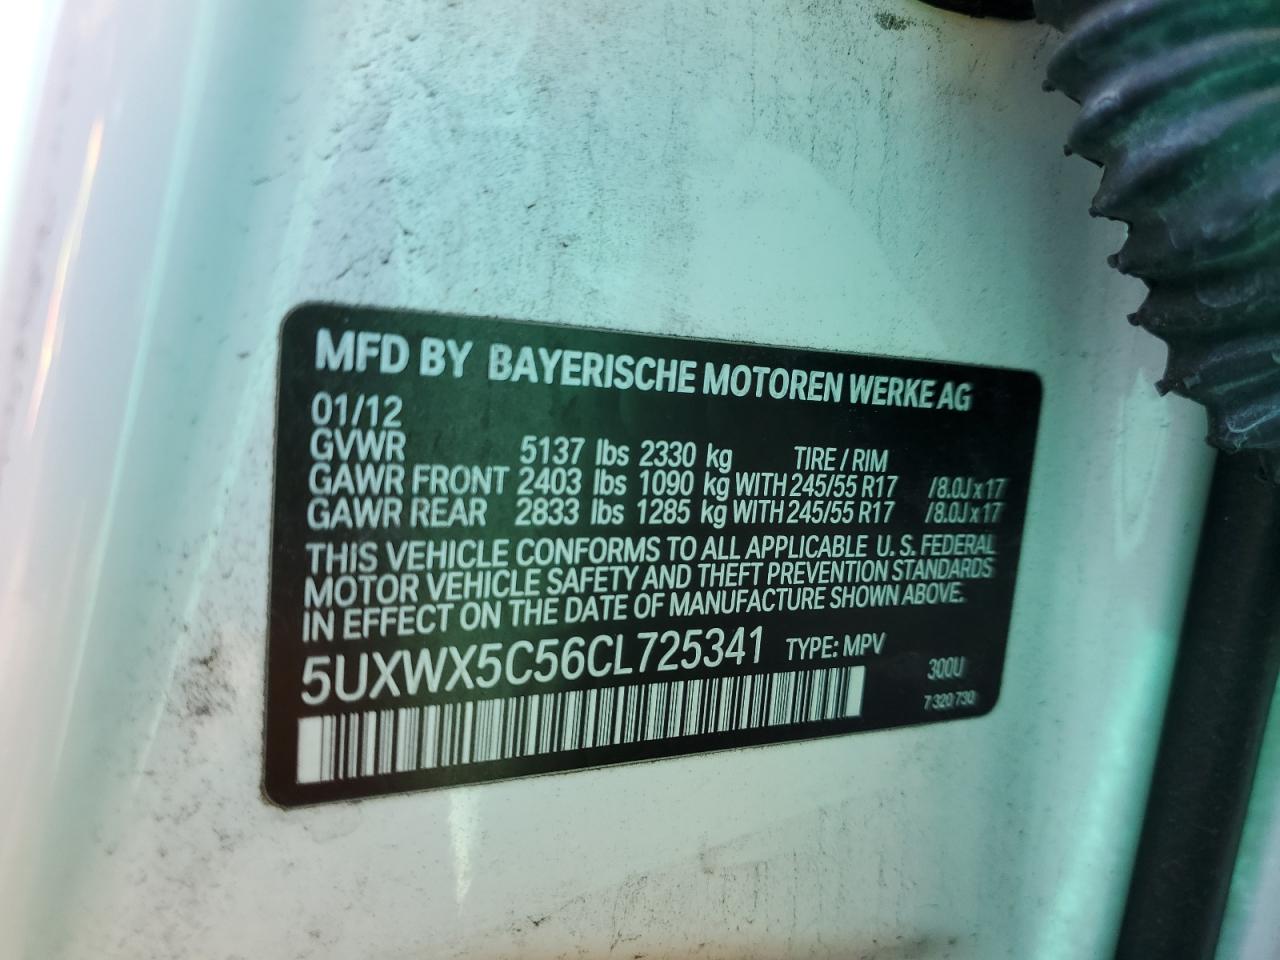 MFD BY BAYERISCHE MOTOREN WERKE AG
01/12
GVWR 5137 lbs 2330 kg TIRE / RIM
GAWR FRONT 2403 lbs 1090 kg WITH 245/55 R17 /8.0J x 17
GAWR REAR 2833 lbs 1285 kg WITH 245/55 R17 /8.0J x 17
THIS VEHICLE CONFORMS TO ALL APPLICABLE U. S. FEDERAL
MOTOR VEHICLE SAFETY AND THEFT PREVENTION STANDARDS
IN EFFECT ON THE DATE OF MANUFACTURE SHOWN ABOVE.
5UXWX5C56CL725341 TYPE: MPV
300U
7 320 730